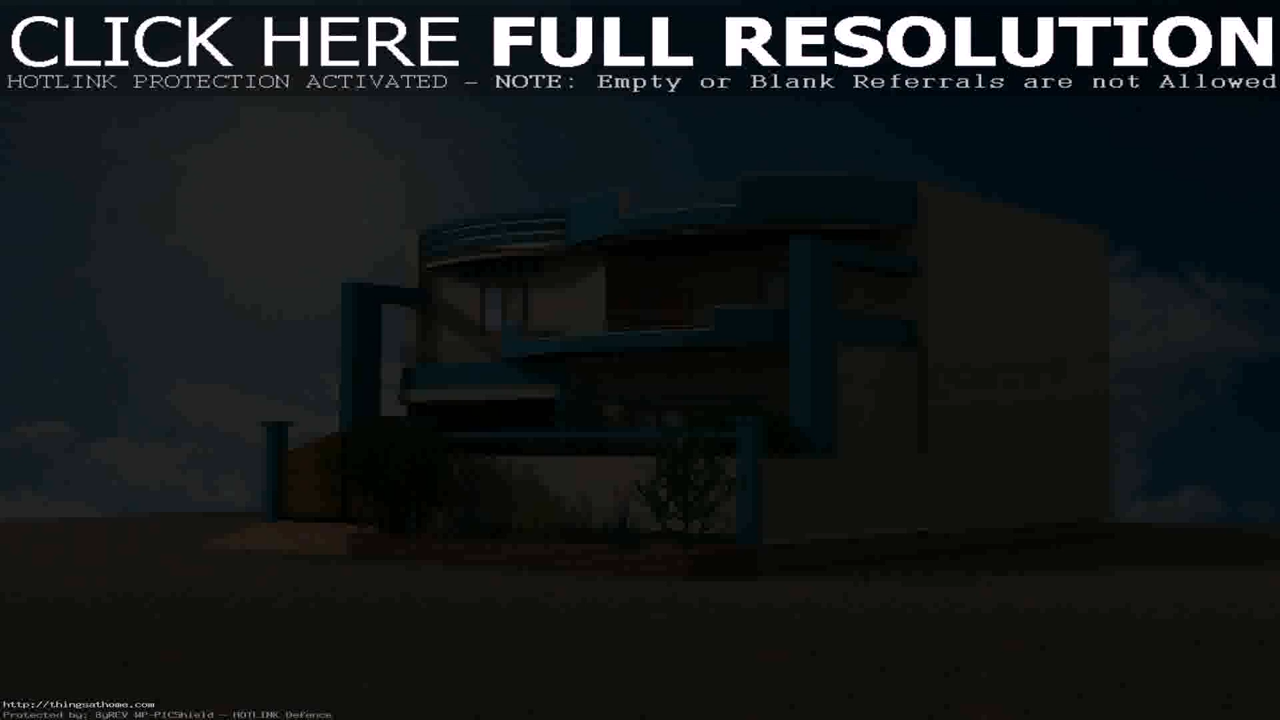 CLICK HERE FULL RESOLUTION
HOTLINK PROTECTION ACTIVATED – NOTE: Empty or Blank Referrals are not Allowed
http://thingsathome.com
Protected by: ByREV WP-PICShield – HOTLINK Defence